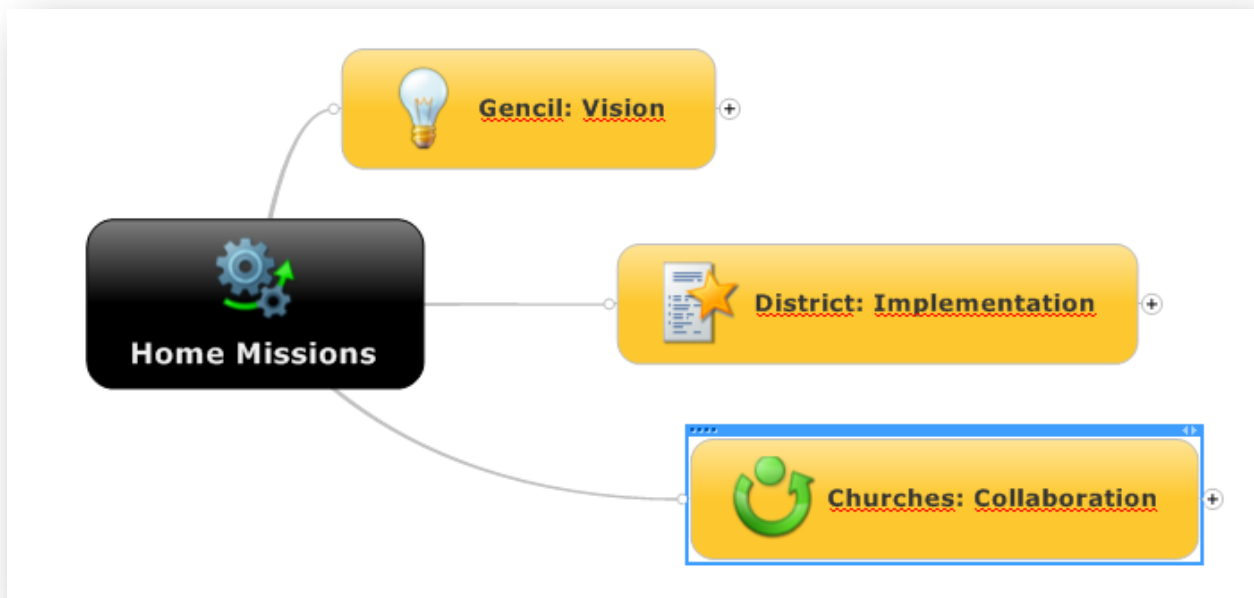 Gencil: Vision
Home Missions
District: Implementation
Churches: Collaboration